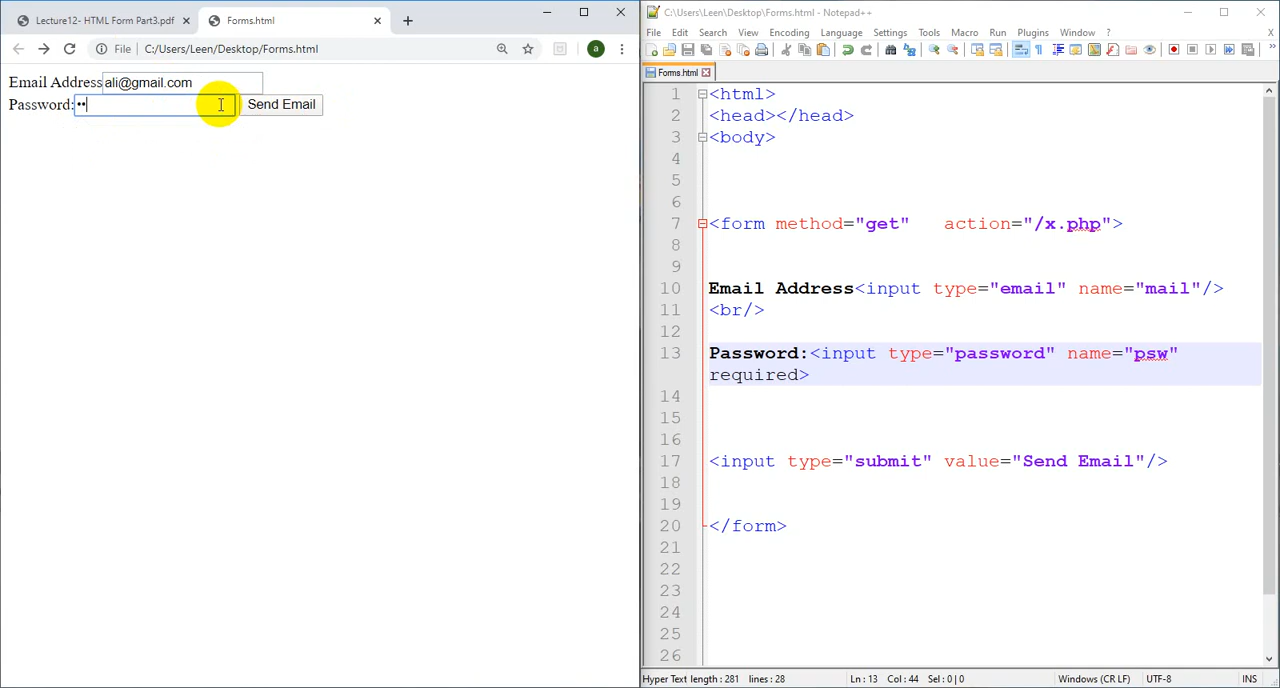 Lecture12- HTML Form Part3.pdf
Forms.html
File
C:/Users/Leen/Desktop/Forms.html
a
Email Address ali@gmail.com
Password: ••
Send Email
C:\Users\Leen\Desktop\Forms.html - Notepad++
File Edit Search View Encoding Language Settings Tools Macro Run Plugins Window ?
X
Forms.html
1 <html>
2 <head></head>
3 <body>
4
5
6
7 <form method="get" action="/x.php">
8
9
10 Email Address<input type="email" name="mail"/>
11 <br/>
12
13 Password:<input type="password" name="psw"
required>
14
15
16
17 <input type="submit" value="Send Email"/>
18
19
20 </form>
21
22
23
24
25
26
Hyper Text length : 281 lines : 28
Ln : 13 Col : 44 Sel : 0 | 0
Windows (CR LF)
UTF-8
INS